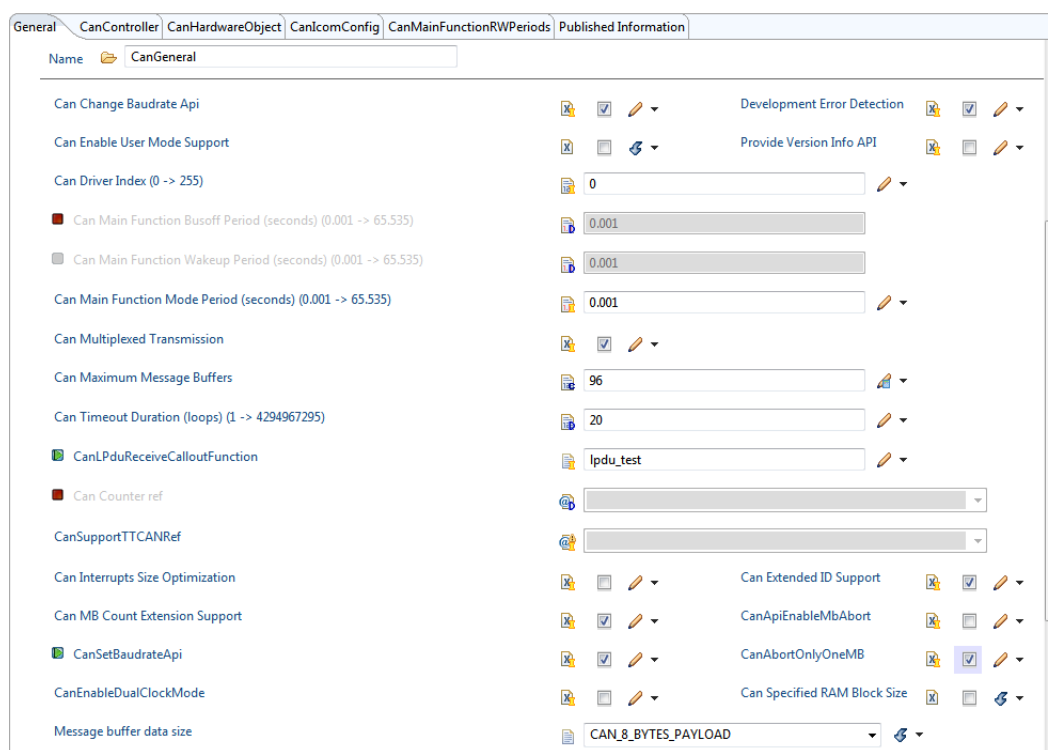 General CanController CanHardwareObject CanIcomConfig CanMainFunctionRWPeriods Published Information
Name CanGeneral
Can Change Baudrate Api Development Error Detection
Can Enable User Mode Support Provide Version Info API
Can Driver Index (0 -> 255) 0
Can Main Function Busoff Period (seconds) (0.001 -> 65.535) 0.001
Can Main Function Wakeup Period (seconds) (0.001 -> 65.535) 0.001
Can Main Function Mode Period (seconds) (0.001 -> 65.535) 0.001
Can Multiplexed Transmission
Can Maximum Message Buffers 96
Can Timeout Duration (loops) (1 -> 4294967295) 20
CanLPduReceiveCalloutFunction lpdu_test
Can Counter ref
CanSupportTTCANRef
Can Interrupts Size Optimization Can Extended ID Support
Can MB Count Extension Support CanApiEnableMbAbort
CanSetBaudrateApi CanAbortOnlyOneMB
CanEnableDualClockMode Can Specified RAM Block Size
Message buffer data size CAN_8_BYTES_PAYLOAD